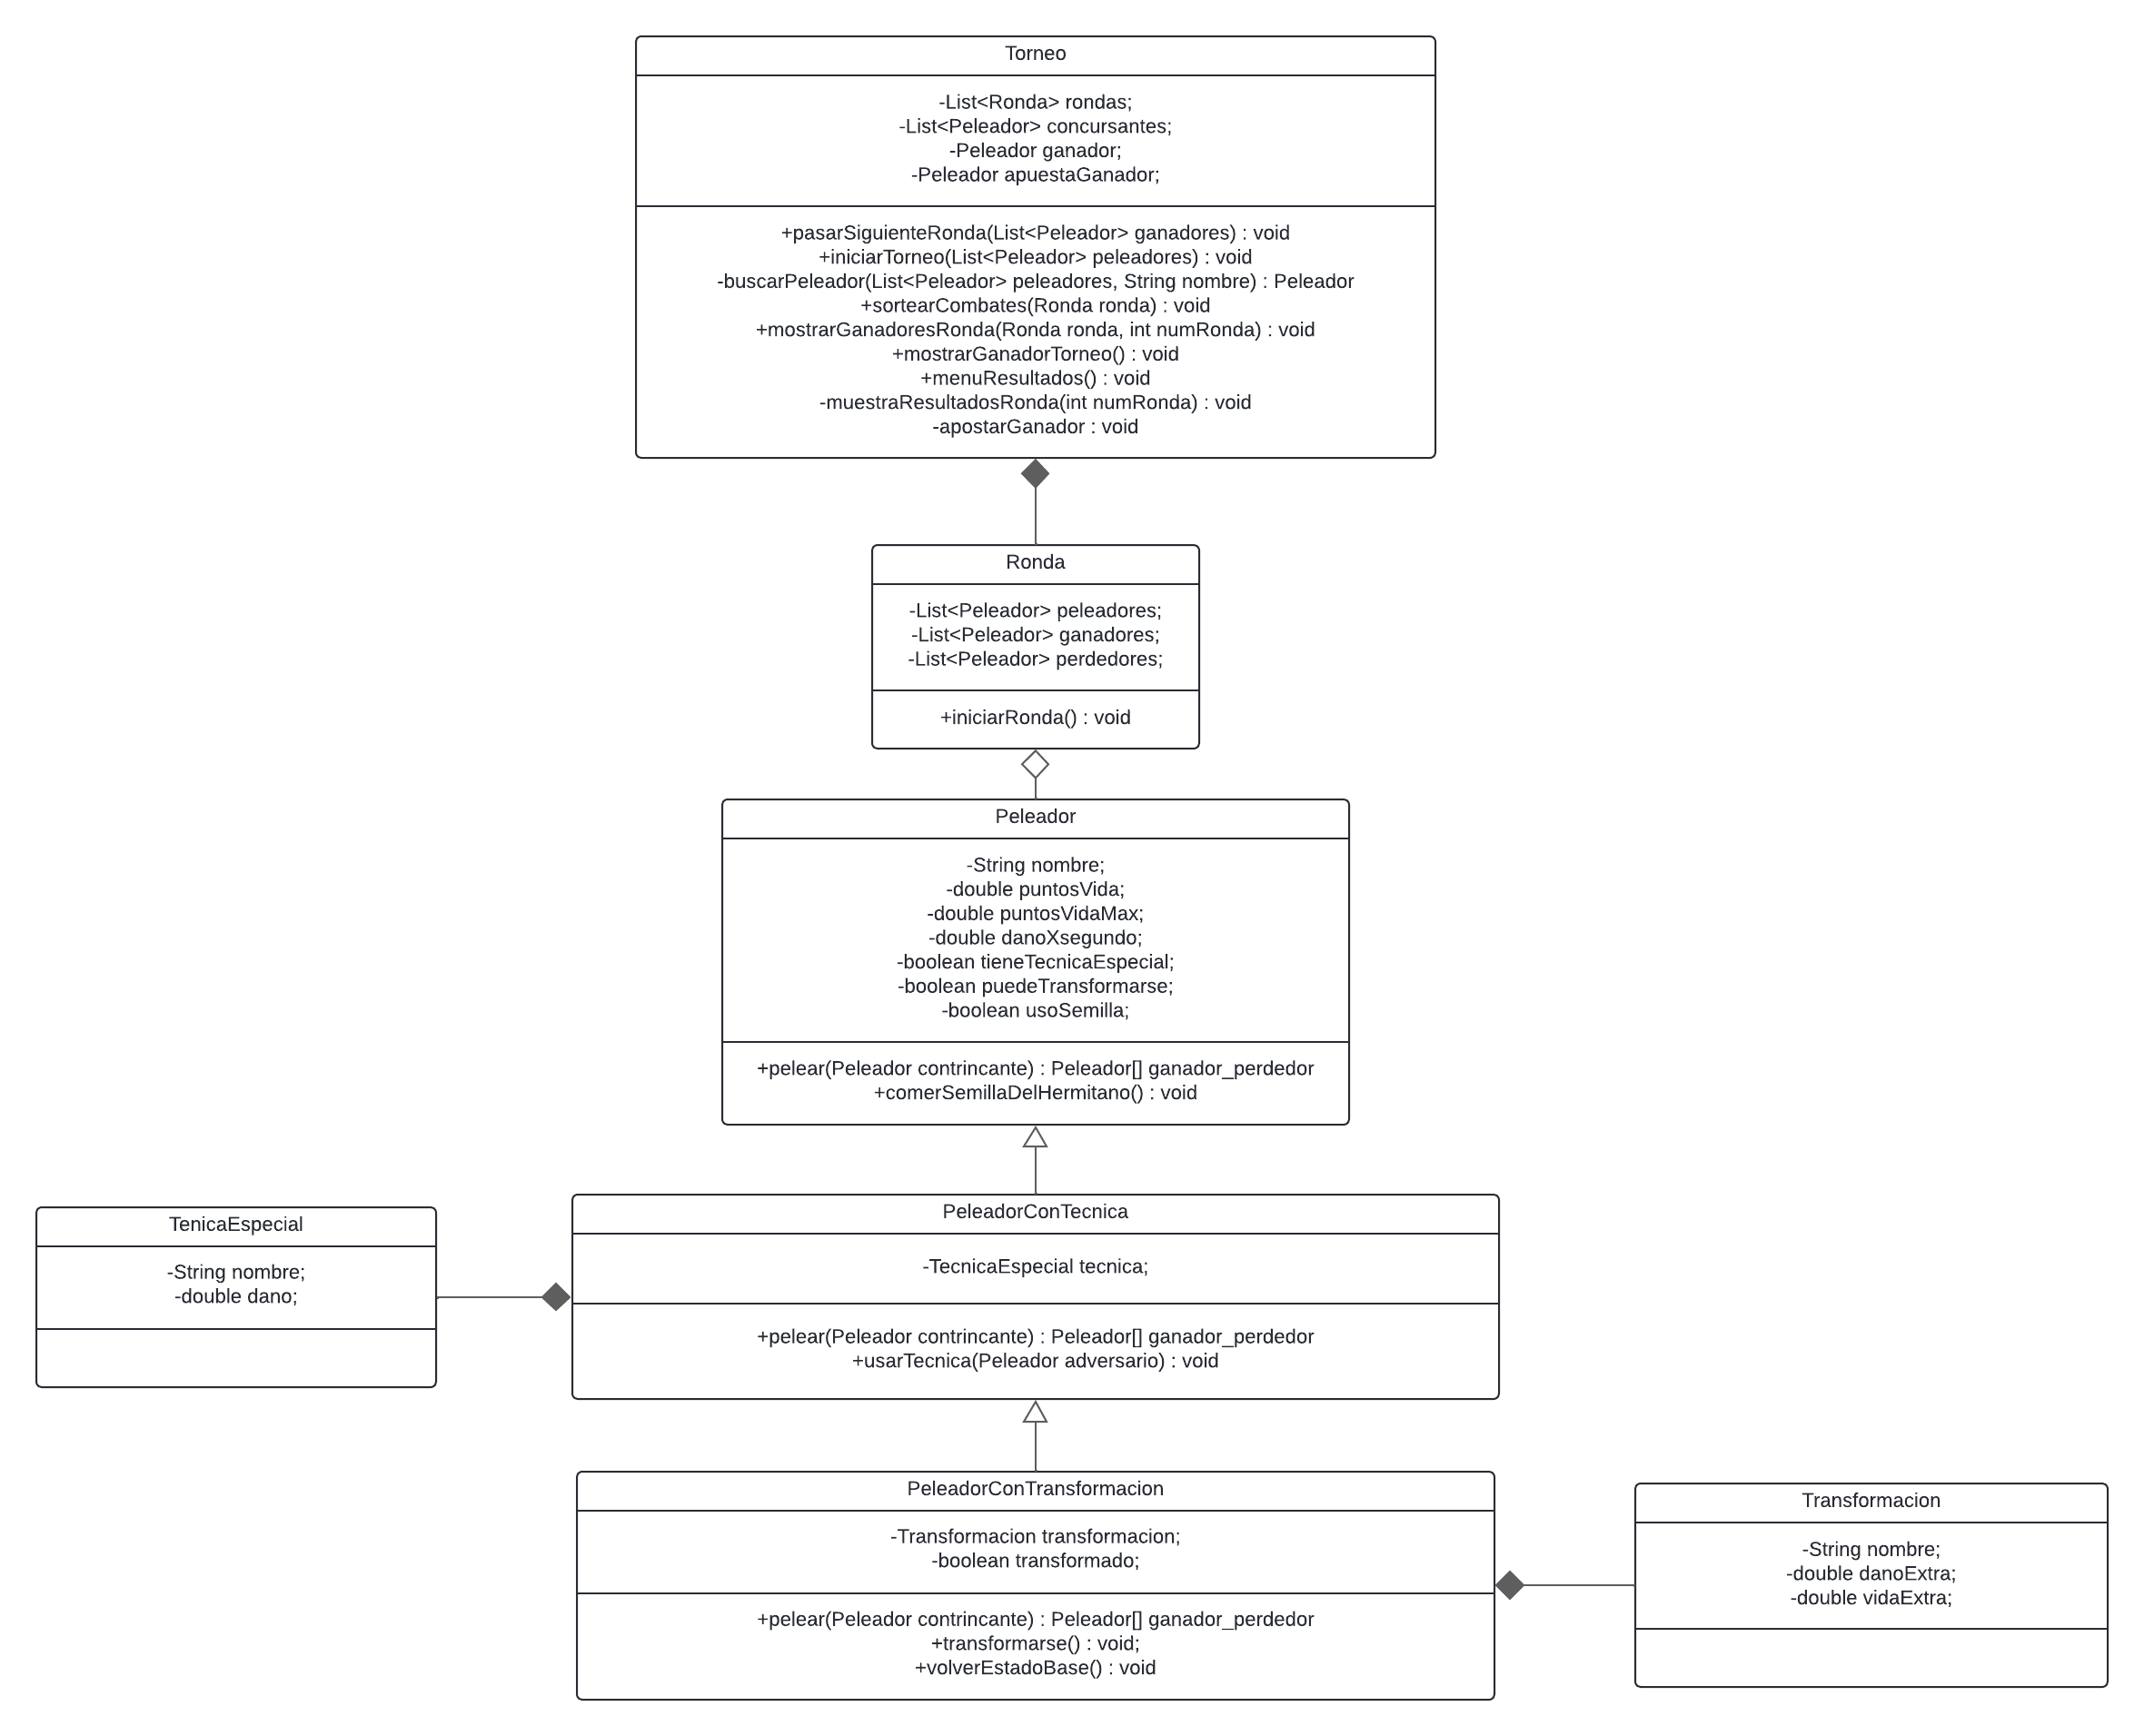 Torneo
-List<Ronda> rondas;
-List<Peleador> concursantes;
-Peleador ganador;
-Peleador apuestaGanador;
+pasarSiguienteRonda(List<Peleador> ganadores) : void
+iniciarTorneo(List<Peleador> peleadores) : void
-buscarPeleador(List<Peleador> peleadores, String nombre) : Peleador
+sortearCombates(Ronda ronda) : void
+mostrarGanadoresRonda(Ronda ronda, int numRonda) : void
+mostrarGanadorTorneo() : void
+menuResultados() : void
-muestraResultadosRonda(int numRonda) : void
-apostarGanador : void
Ronda
-List<Peleador> peleadores;
-List<Peleador> ganadores;
-List<Peleador> perdedores;
+iniciarRonda() : void
Peleador
-String nombre;
-double puntosVida;
-double puntosVidaMax;
-double danoXsegundo;
-boolean tieneTecnicaEspecial;
-boolean puedeTransformarse;
-boolean usoSemilla;
+pelear(Peleador contrincante) : Peleador[] ganador_perdedor
+comerSemillaDelHermitano() : void
TenicaEspecial
-String nombre;
-double dano;
PeleadorConTecnica
-TecnicaEspecial tecnica;
+pelear(Peleador contrincante) : Peleador[] ganador_perdedor
+usarTecnica(Peleador adversario) : void
PeleadorConTransformacion
-Transformacion transformacion;
-boolean transformado;
+pelear(Peleador contrincante) : Peleador[] ganador_perdedor
+transformarse() : void;
+volverEstadoBase() : void
Transformacion
-String nombre;
-double danoExtra;
-double vidaExtra;